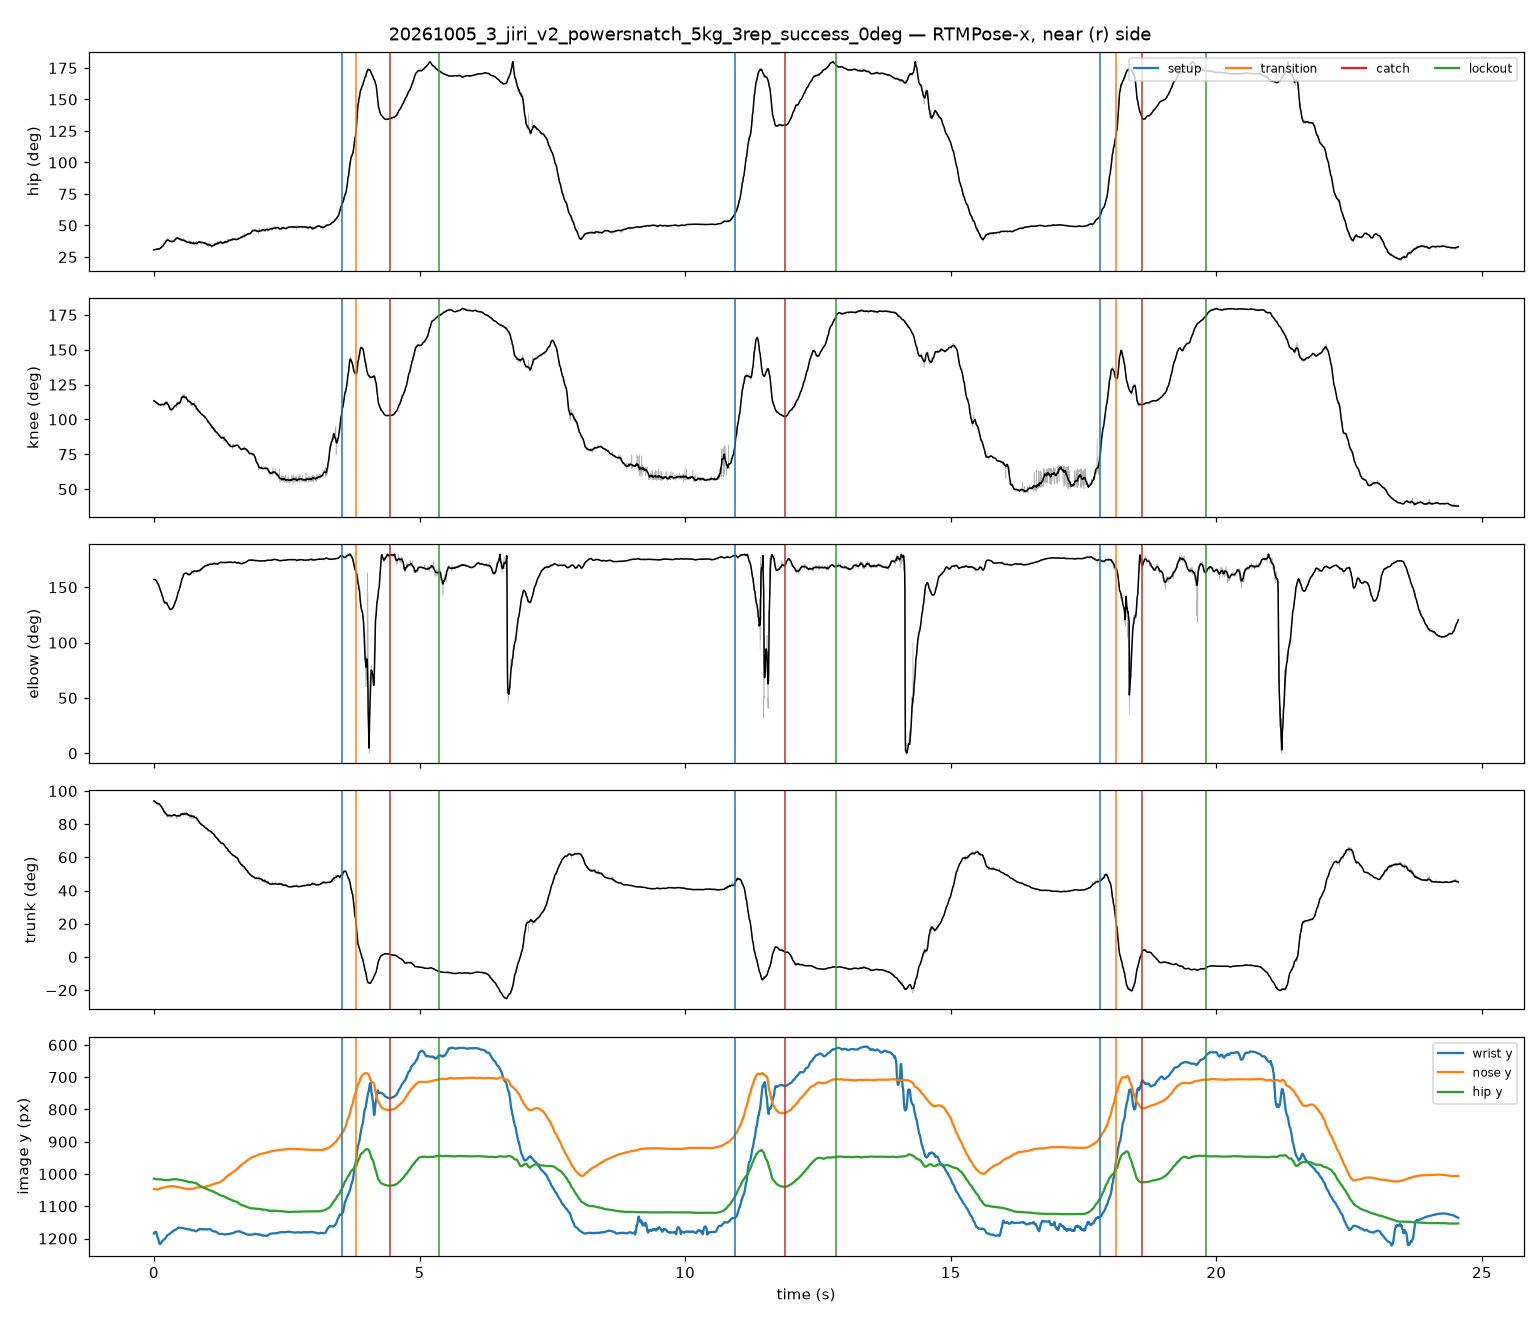 20261005_3_jiri_v2_powersnatch_5kg_3rep_success_0deg — RTMPose-x, near (r) side
175
150
125
100
75
50
25
hip (deg)
setup transition catch lockout
175
150
125
100
75
50
knee (deg)
150
100
50
0
elbow (deg)
100
80
60
40
20
0
−20
trunk (deg)
600
700
800
900
1000
1100
1200
image y (px)
wrist y
nose y
hip y
0 5 10 15 20 25
time (s)